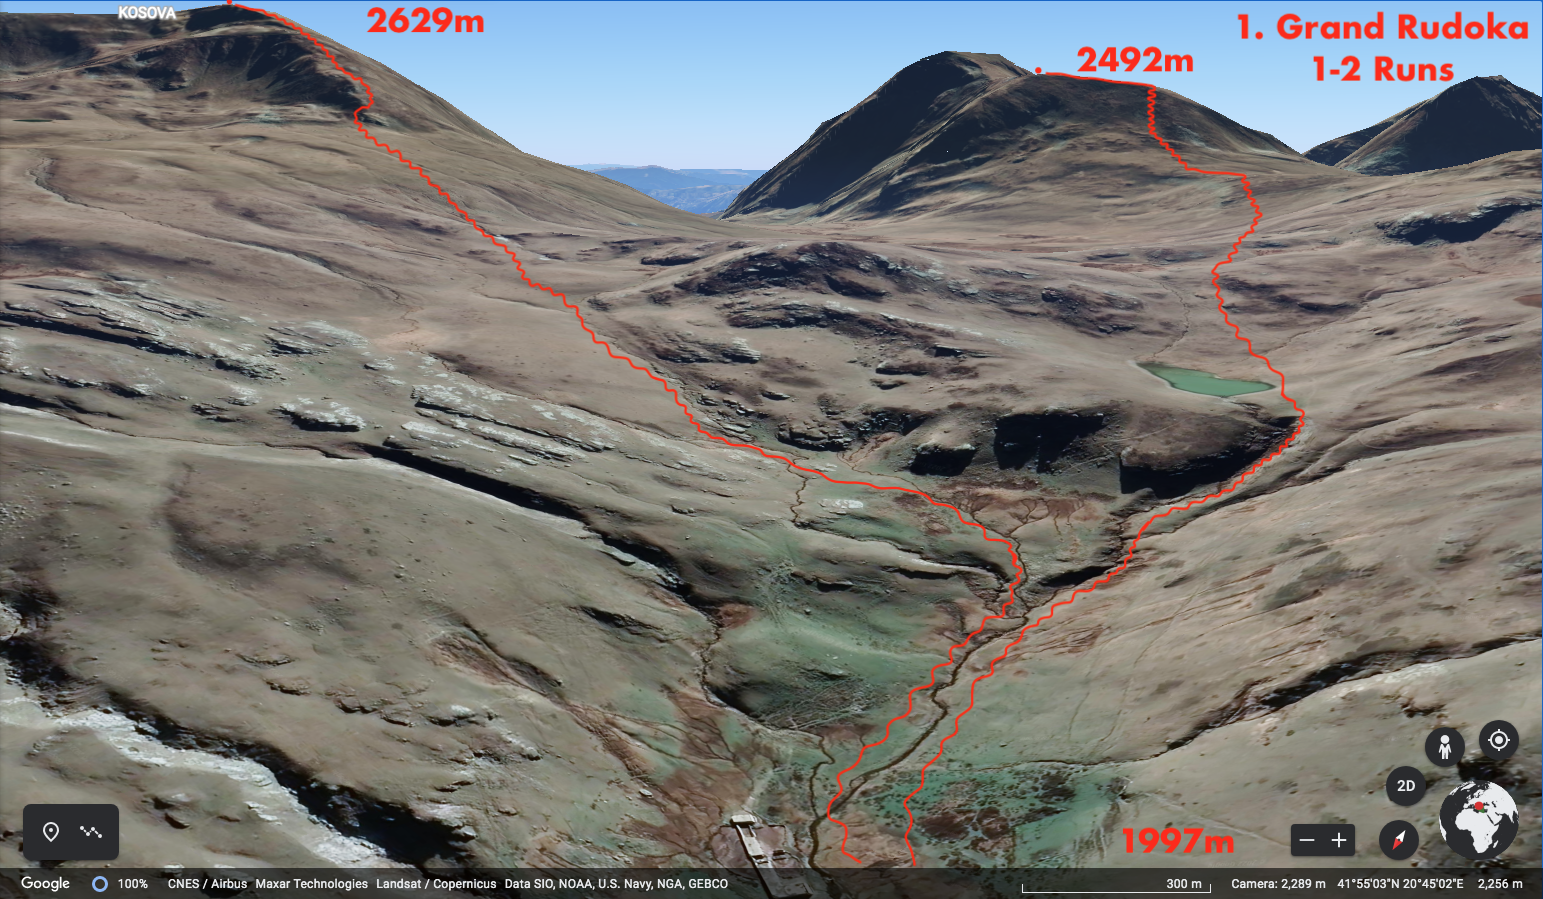 KOSOVA
2629m
2492m
1. Grand Rudoka
1-2 Runs
1997m
2D
Google
100%
CNES / Airbus Maxar Technologies Landsat / Copernicus Data SIO, NOAA, U.S. Navy, NGA, GEBCO
300 m
Camera: 2,289 m
41°55'03"N 20°45'02"E
2,256 m